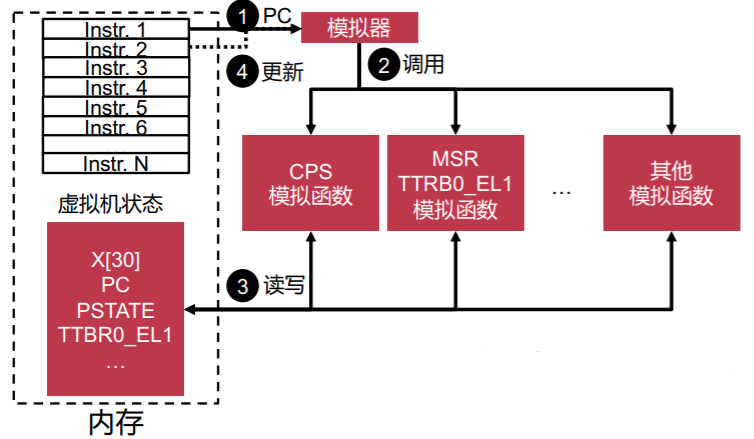 Instr. 1
Instr. 2
Instr. 3
Instr. 4
Instr. 5
Instr. 6
...
Instr. N
1 PC
模拟器
4 更新
2 调用
CPS
模拟函数
MSR
TTRB0_EL1
模拟函数
...
其他
模拟函数
虚拟机状态
X[30]
PC
PSTATE
TTBR0_EL1
...
3 读写
内存